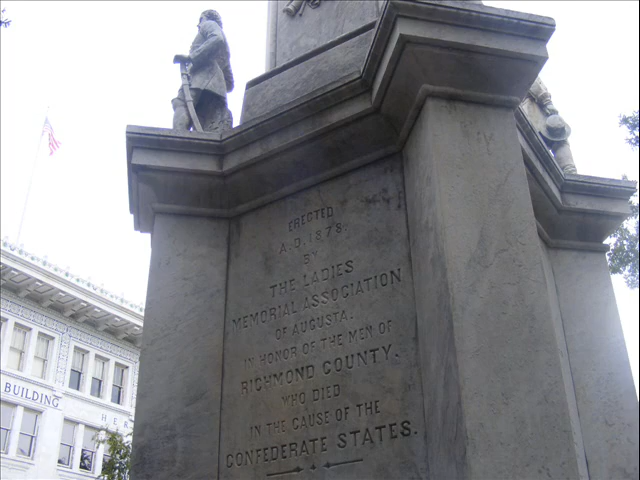 ERECTED
A.D. 1878.
BY
THE LADIES
MEMORIAL ASSOCIATION
OF AUGUSTA.
IN HONOR OF THE MEN OF
RICHMOND COUNTY.
WHO DIED
IN THE CAUSE OF THE
CONFEDERATE STATES.
BUILDING
HER